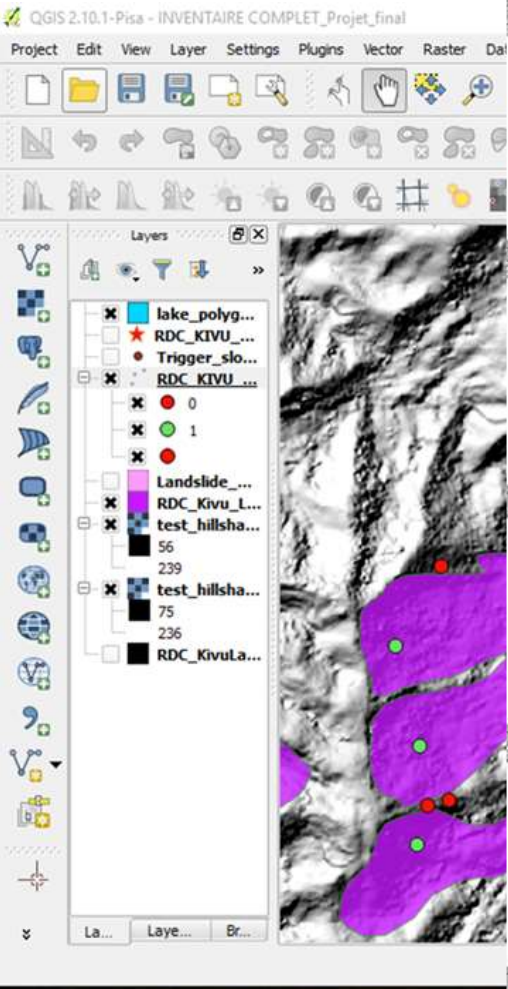 QGIS 2.10.1-Pisa - INVENTAIRE COMPLET_Projet_final
Project Edit View Layer Settings Plugins Vector Raster Dat
Layers
»
lake_polyg...
RDC_KIVU_...
Trigger_slo...
RDC_KIVU_...
0
1
Landslide_...
RDC_Kivu_L...
test_hillsha...
56
239
test_hillsha...
75
236
RDC_KivuLa...
La... Laye... Br...